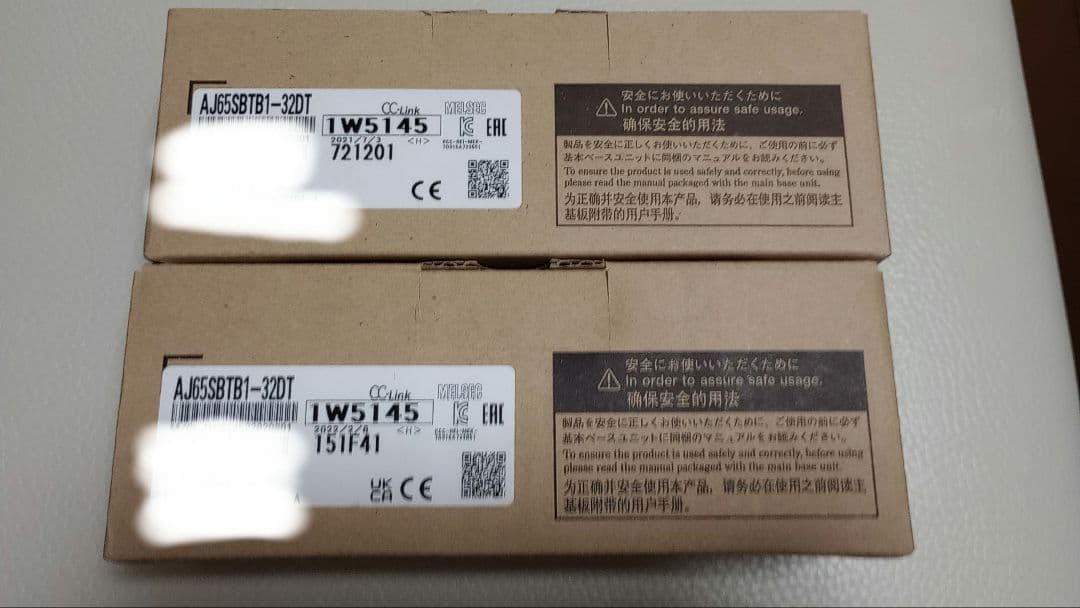 AJ65SBTB1-32DT
CC-Link
MELSEC
1W5145
EAC
2021/7/3
<H>
721201
CE
安全にお使いいただくために
In order to assure safe usage.
确保安全的用法
製品を安全に正しくお使いいただくために、ご使用の前に必ず
基本ベースユニットに同梱のマニュアルをお読みください。
To ensure the product is used safely and correctly, before using
please read the manual packaged with the main base unit.
为正确并安全使用本产品，请务必在使用之前阅读主
基板附带的用户手册。
AJ65SBTB1-32DT
CC-Link
MELSEC
1W5145
EAC
2022/2/6
<H>
151F41
UK
CA
CE
安全にお使いいただくために
In order to assure safe usage.
确保安全的用法
製品を安全に正しくお使いいただくために、ご使用の前に必ず
基本ベースユニットに同梱のマニュアルをお読みください。
To ensure the product is used safely and correctly, before using
please read the manual packaged with the main base unit.
为正确并安全使用本产品，请务必在使用之前阅读主
基板附带的用户手册。